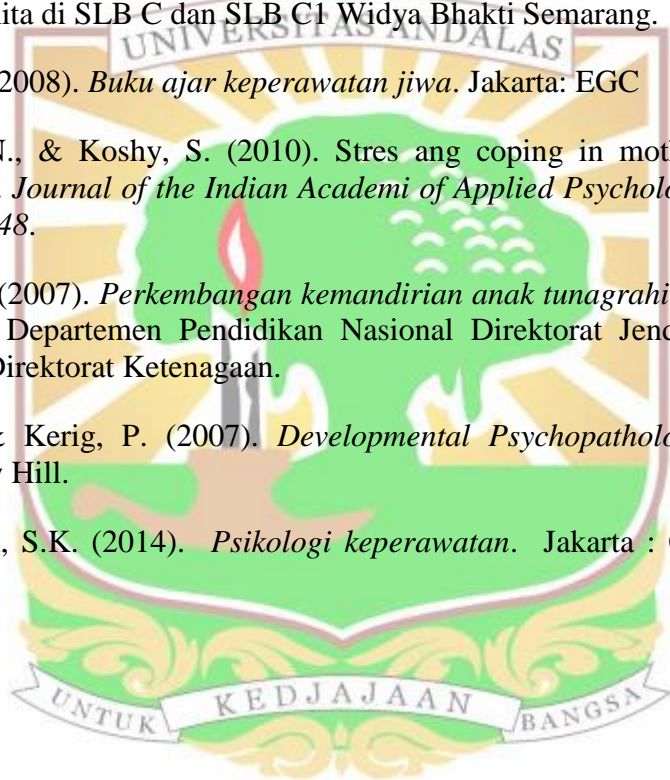 ita di SLB C dan SLB C1 Widya Bhakti Semarang.
UNIVERSITAS ANDALAS
2008). Buku ajar keperawatan jiwa. Jakarta: EGC
N., & Koshy, S. (2010). Stres ang coping in moth
. Journal of the Indian Academi of Applied Psycholo
48.
(2007). Perkembangan kemandirian anak tunagrahi
Departemen Pendidikan Nasional Direktorat Jend
Direktorat Ketenagaan.
& Kerig, P. (2007). Developmental Psychopatholo
Hill.
, S.K. (2014). Psikologi keperawatan. Jakarta :
UNTUK KEDJAJAAN BANGSA